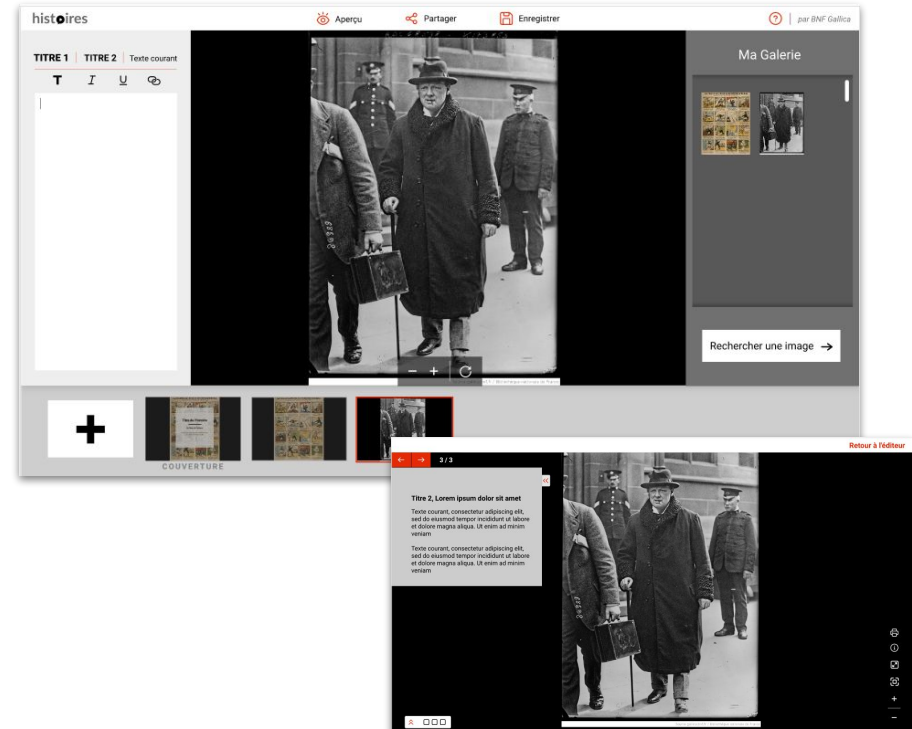 histoires
Aperçu
Partager
Enregistrer
?
par BNF Gallica
TITRE 1
TITRE 2
Texte courant
T
I
U
Ma Galerie
Rechercher une image →
COUVERTURE
Retour à l'éditeur
← → 3 / 3
Titre 2, Lorem ipsum dolor sit amet
Texte courant, consectetur adipiscing elit,
sed do eiusmod tempor incididunt ut labore
et dolore magna aliqua. Ut enim ad minim
veniam
Texte courant, consectetur adipiscing elit,
sed do eiusmod tempor incididunt ut labore
et dolore magna aliqua. Ut enim ad minim
veniam